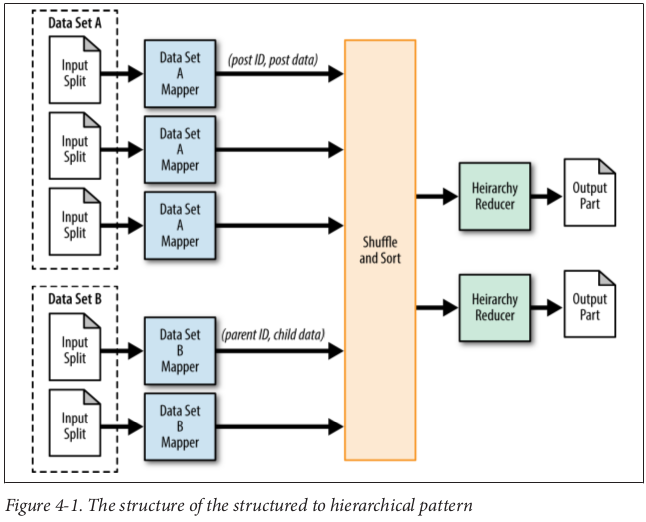 Data Set A
Input
Split
Data Set
A
Mapper
(post ID, post data)
Input
Split
Data Set
A
Mapper
Input
Split
Data Set
A
Mapper
Shuffle
and Sort
Heirarchy
Reducer
Output
Part
Data Set B
Input
Split
Data Set
B
Mapper
(parent ID, child data)
Heirarchy
Reducer
Output
Part
Input
Split
Data Set
B
Mapper
Figure 4-1. The structure of the structured to hierarchical pattern